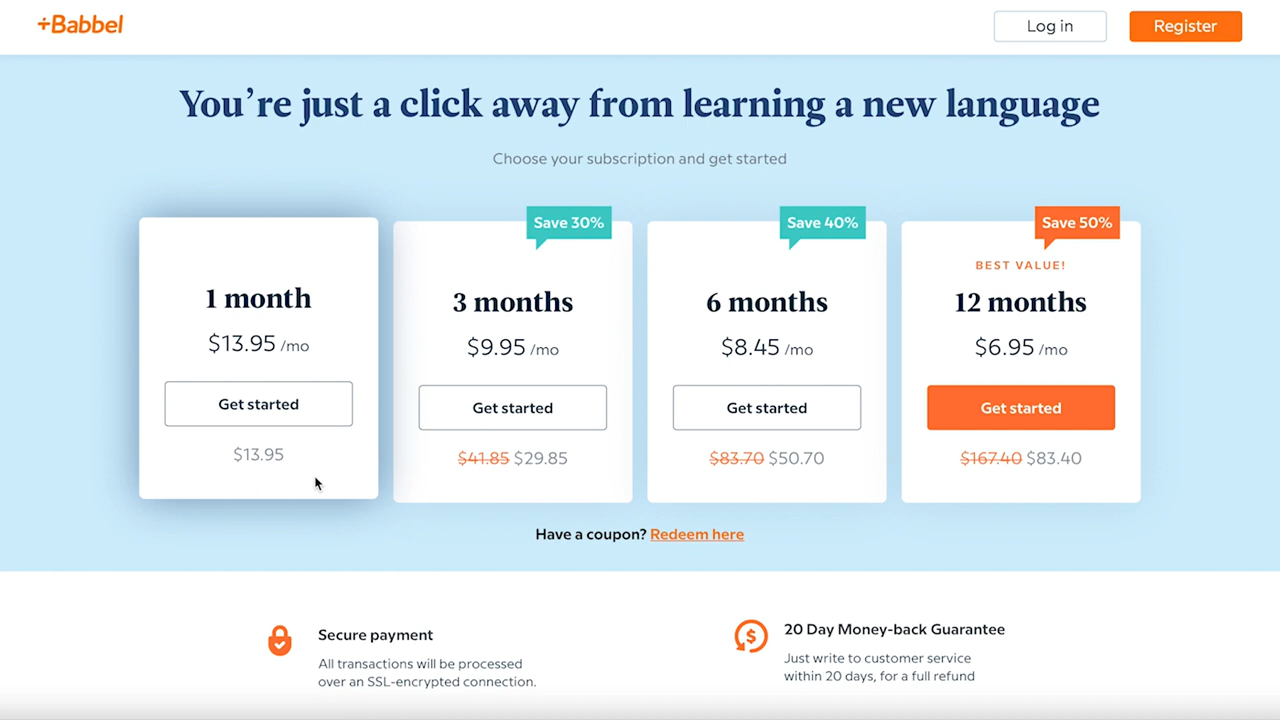 +Babbel
Log in
Register
You're just a click away from learning a new language
Choose your subscription and get started
1 month
$13.95 /mo
Get started
$13.95
Save 30%
3 months
$9.95 /mo
Get started
$41.85 $29.85
Save 40%
6 months
$8.45 /mo
Get started
$83.70 $50.70
Save 50%
BEST VALUE!
12 months
$6.95 /mo
Get started
$167.40 $83.40
Have a coupon? Redeem here
Secure payment
All transactions will be processed
over an SSL-encrypted connection.
$
20 Day Money-back Guarantee
Just write to customer service
within 20 days, for a full refund